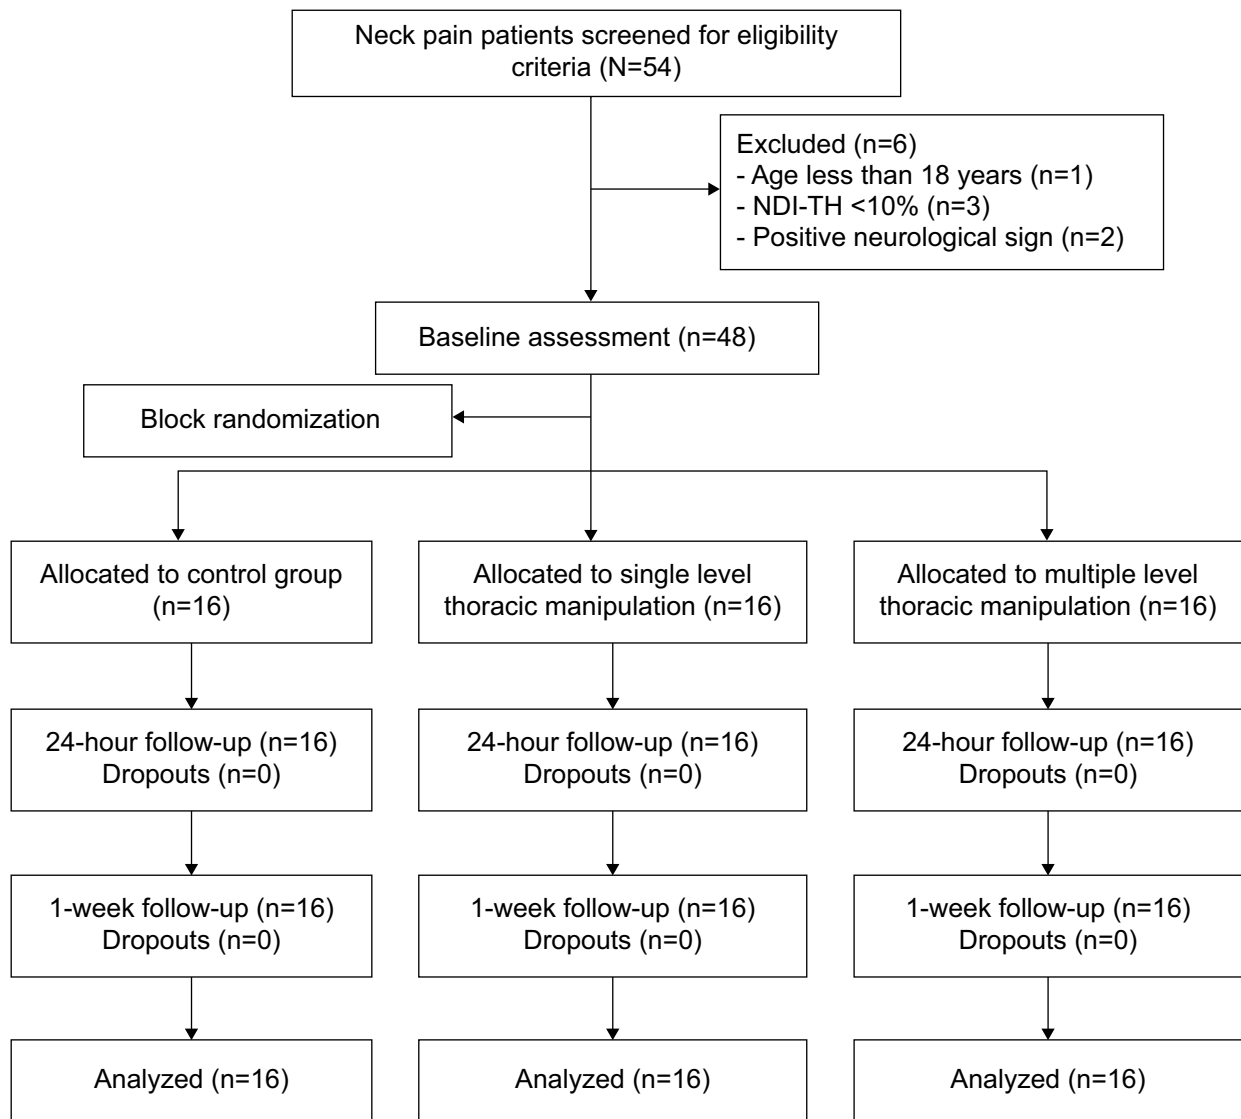 Neck pain patients screened for eligibility
criteria (N=54)
Excluded (n=6)
- Age less than 18 years (n=1)
- NDI-TH <10% (n=3)
- Positive neurological sign (n=2)
Baseline assessment (n=48)
Block randomization
Allocated to control group
(n=16)
Allocated to single level
thoracic manipulation (n=16)
Allocated to multiple level
thoracic manipulation (n=16)
24-hour follow-up (n=16)
Dropouts (n=0)
24-hour follow-up (n=16)
Dropouts (n=0)
24-hour follow-up (n=16)
Dropouts (n=0)
1-week follow-up (n=16)
Dropouts (n=0)
1-week follow-up (n=16)
Dropouts (n=0)
1-week follow-up (n=16)
Dropouts (n=0)
Analyzed (n=16)
Analyzed (n=16)
Analyzed (n=16)